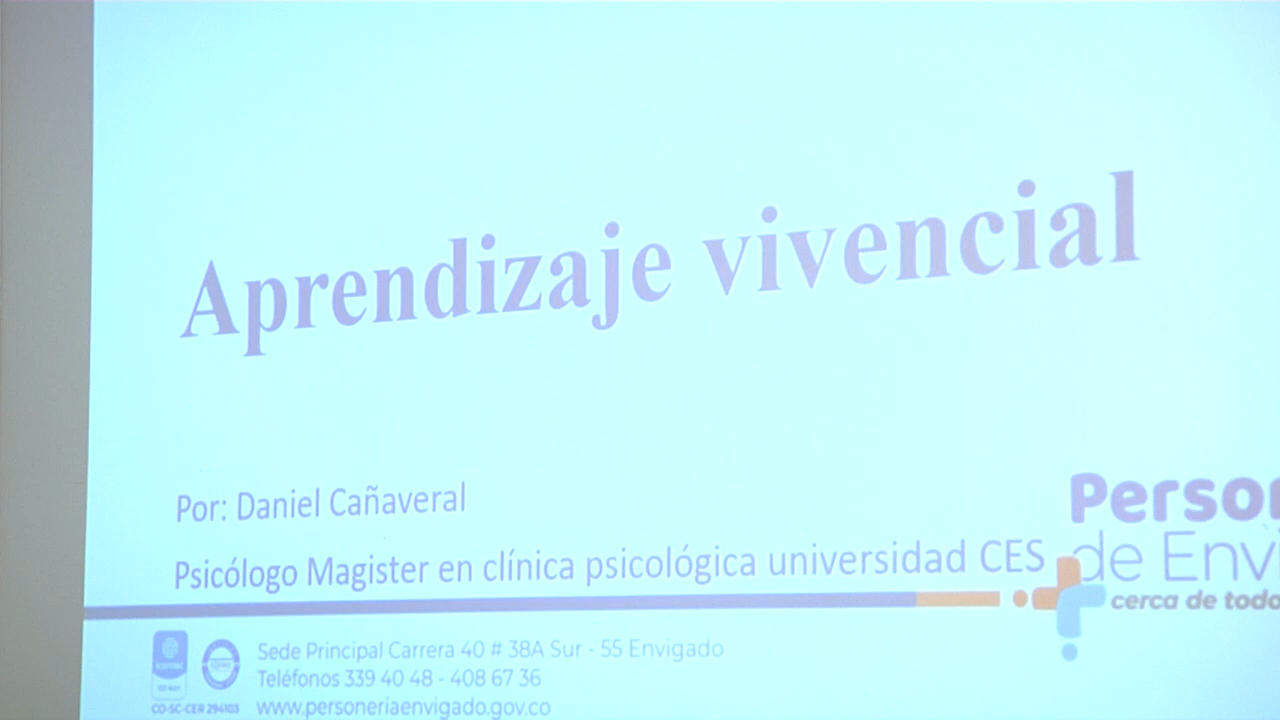 Aprendizaje vivencial
Por: Daniel Cañaveral
Psicólogo Magister en clínica psicológica universidad CES
Person
de Envi
cerca de todo
Sede Principal Carrera 40 # 38A Sur - 55 Envigado
Teléfonos 339 40 48 - 408 67 36
www.personeriaenvigado.gov.co
CO-SC-CER 294103